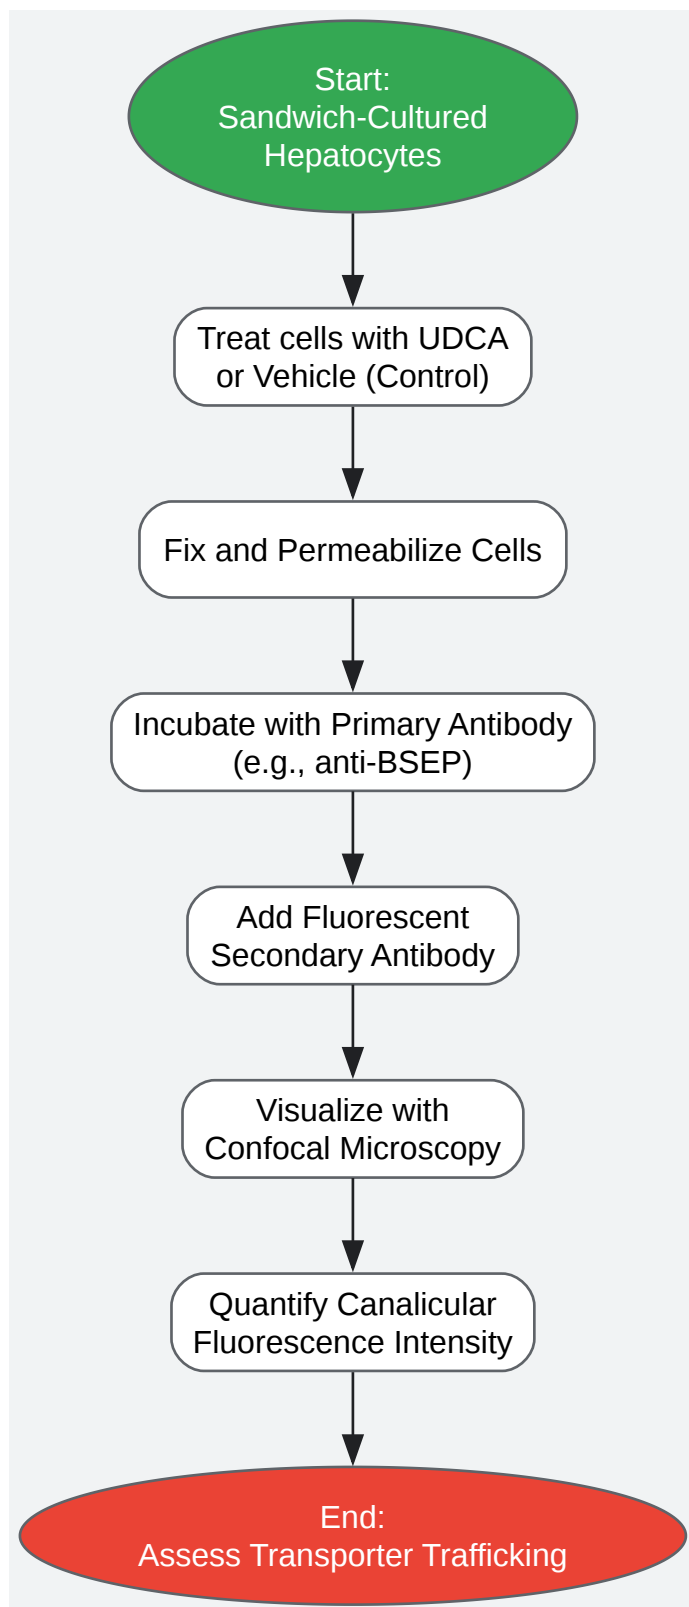 Start:
Sandwich-Cultured
Hepatocytes
Treat cells with UDCA
or Vehicle (Control)
Fix and Permeabilize Cells
Incubate with Primary Antibody
(e.g., anti-BSEP)
Add Fluorescent
Secondary Antibody
Visualize with
Confocal Microscopy
Quantify Canalicular
Fluorescence Intensity
End:
Assess Transporter Trafficking